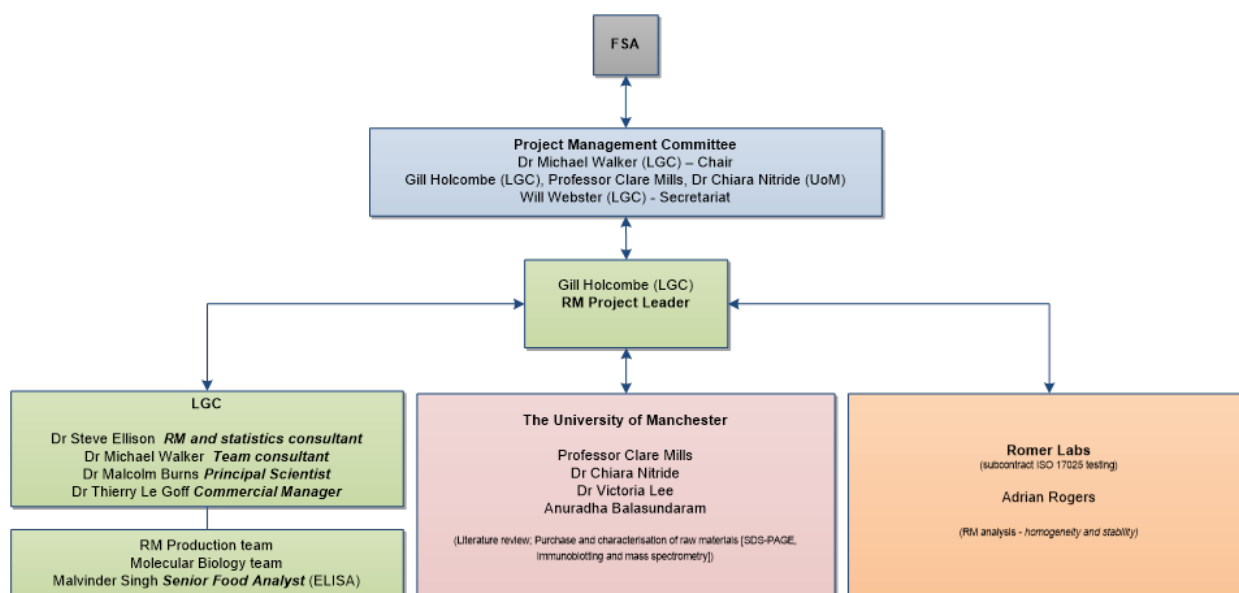 FSA
Project Management Committee
Dr Michael Walker (LGC) – Chair
Gill Holcombe (LGC), Professor Clare Mills, Dr Chiara Nitride (UoM)
Will Webster (LGC) - Secretariat
Gill Holcombe (LGC)
RM Project Leader
LGC
Dr Steve Ellison RM and statistics consultant
Dr Michael Walker Team consultant
Dr Malcolm Burns Principal Scientist
Dr Thierry Le Goff Commercial Manager
RM Production team
Molecular Biology team
Malvinder Singh Senior Food Analyst (ELISA)
The University of Manchester
Professor Clare Mills
Dr Chiara Nitride
Dr Victoria Lee
Anuradha Balasundaram
(Literature review; Purchase and characterisation of raw materials [SDS-PAGE,
Immunoblotting and mass spectrometry])
Romer Labs
(subcontract ISO 17025 testing)
Adrian Rogers
(RM analysis - homogeneity and stability)